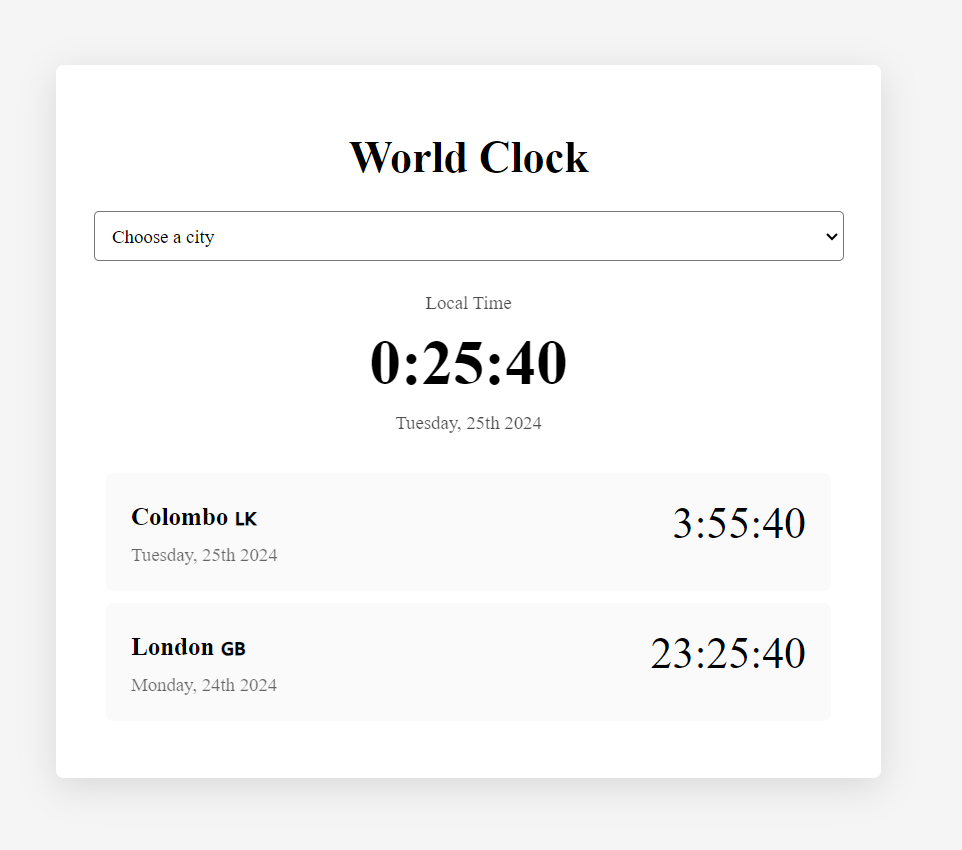 World Clock
Choose a city
Local Time
0:25:40
Tuesday, 25th 2024
Colombo LK
3:55:40
Tuesday, 25th 2024
London GB
23:25:40
Monday, 24th 2024